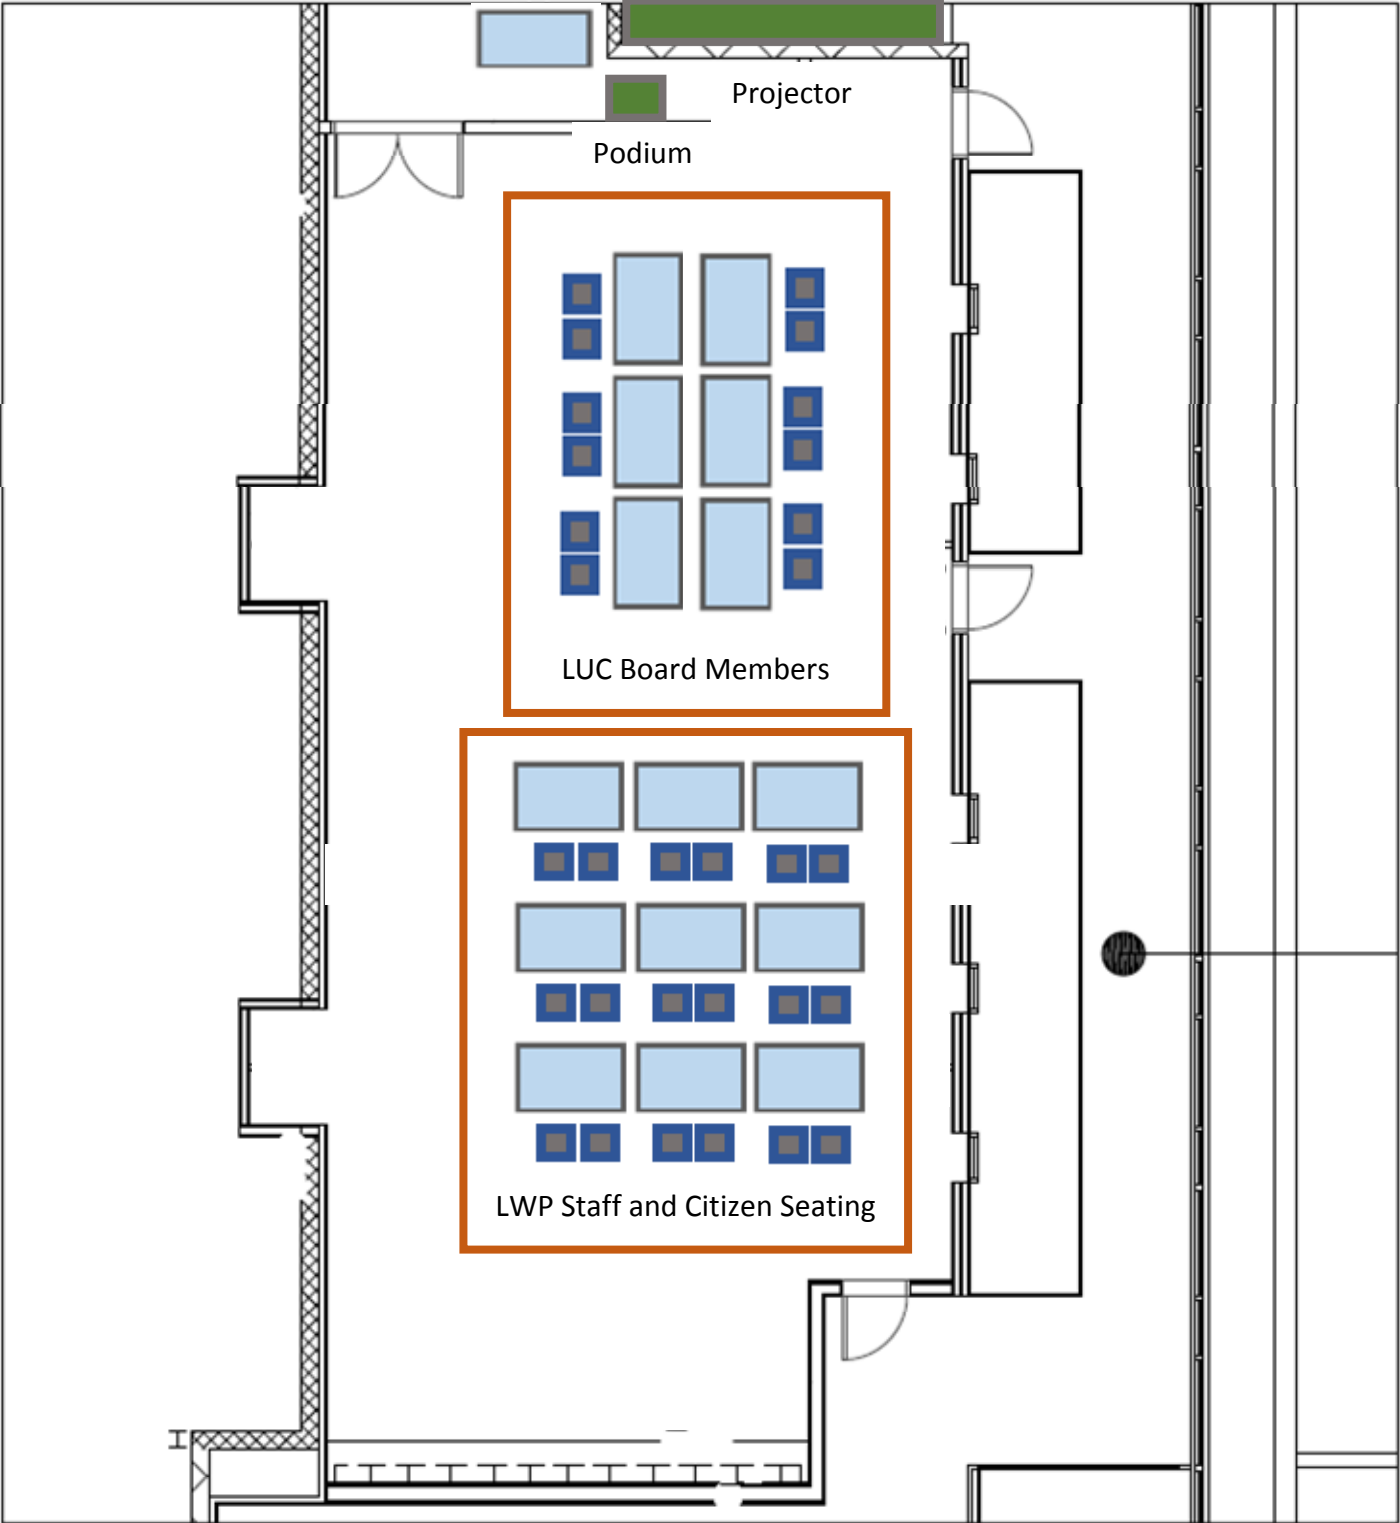 Projector
Podium
LUC Board Members
LWP Staff and Citizen Seating